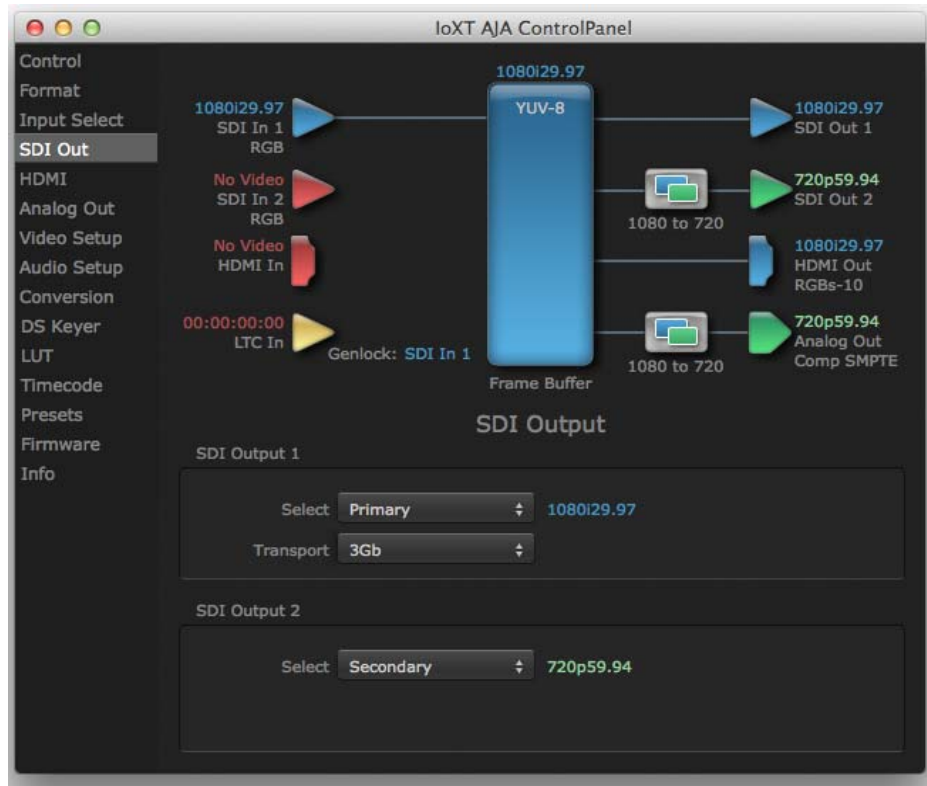 IoXT AJA ControlPanel
Control
Format
Input Select
SDI Out
HDMI
Analog Out
Video Setup
Audio Setup
Conversion
DS Keyer
LUT
Timecode
Presets
Firmware
Info
1080i29.97
YUV-8
1080i29.97
SDI In 1
RGB
No Video
SDI In 2
RGB
No Video
HDMI In
00:00:00:00
LTC In
Genlock: SDI In 1
Frame Buffer
1080i29.97
SDI Out 1
1080 to 720
720p59.94
SDI Out 2
1080i29.97
HDMI Out
RGBs-10
1080 to 720
720p59.94
Analog Out
Comp SMPTE
SDI Output
SDI Output 1
Select Primary 1080i29.97
Transport 3Gb
SDI Output 2
Select Secondary 720p59.94